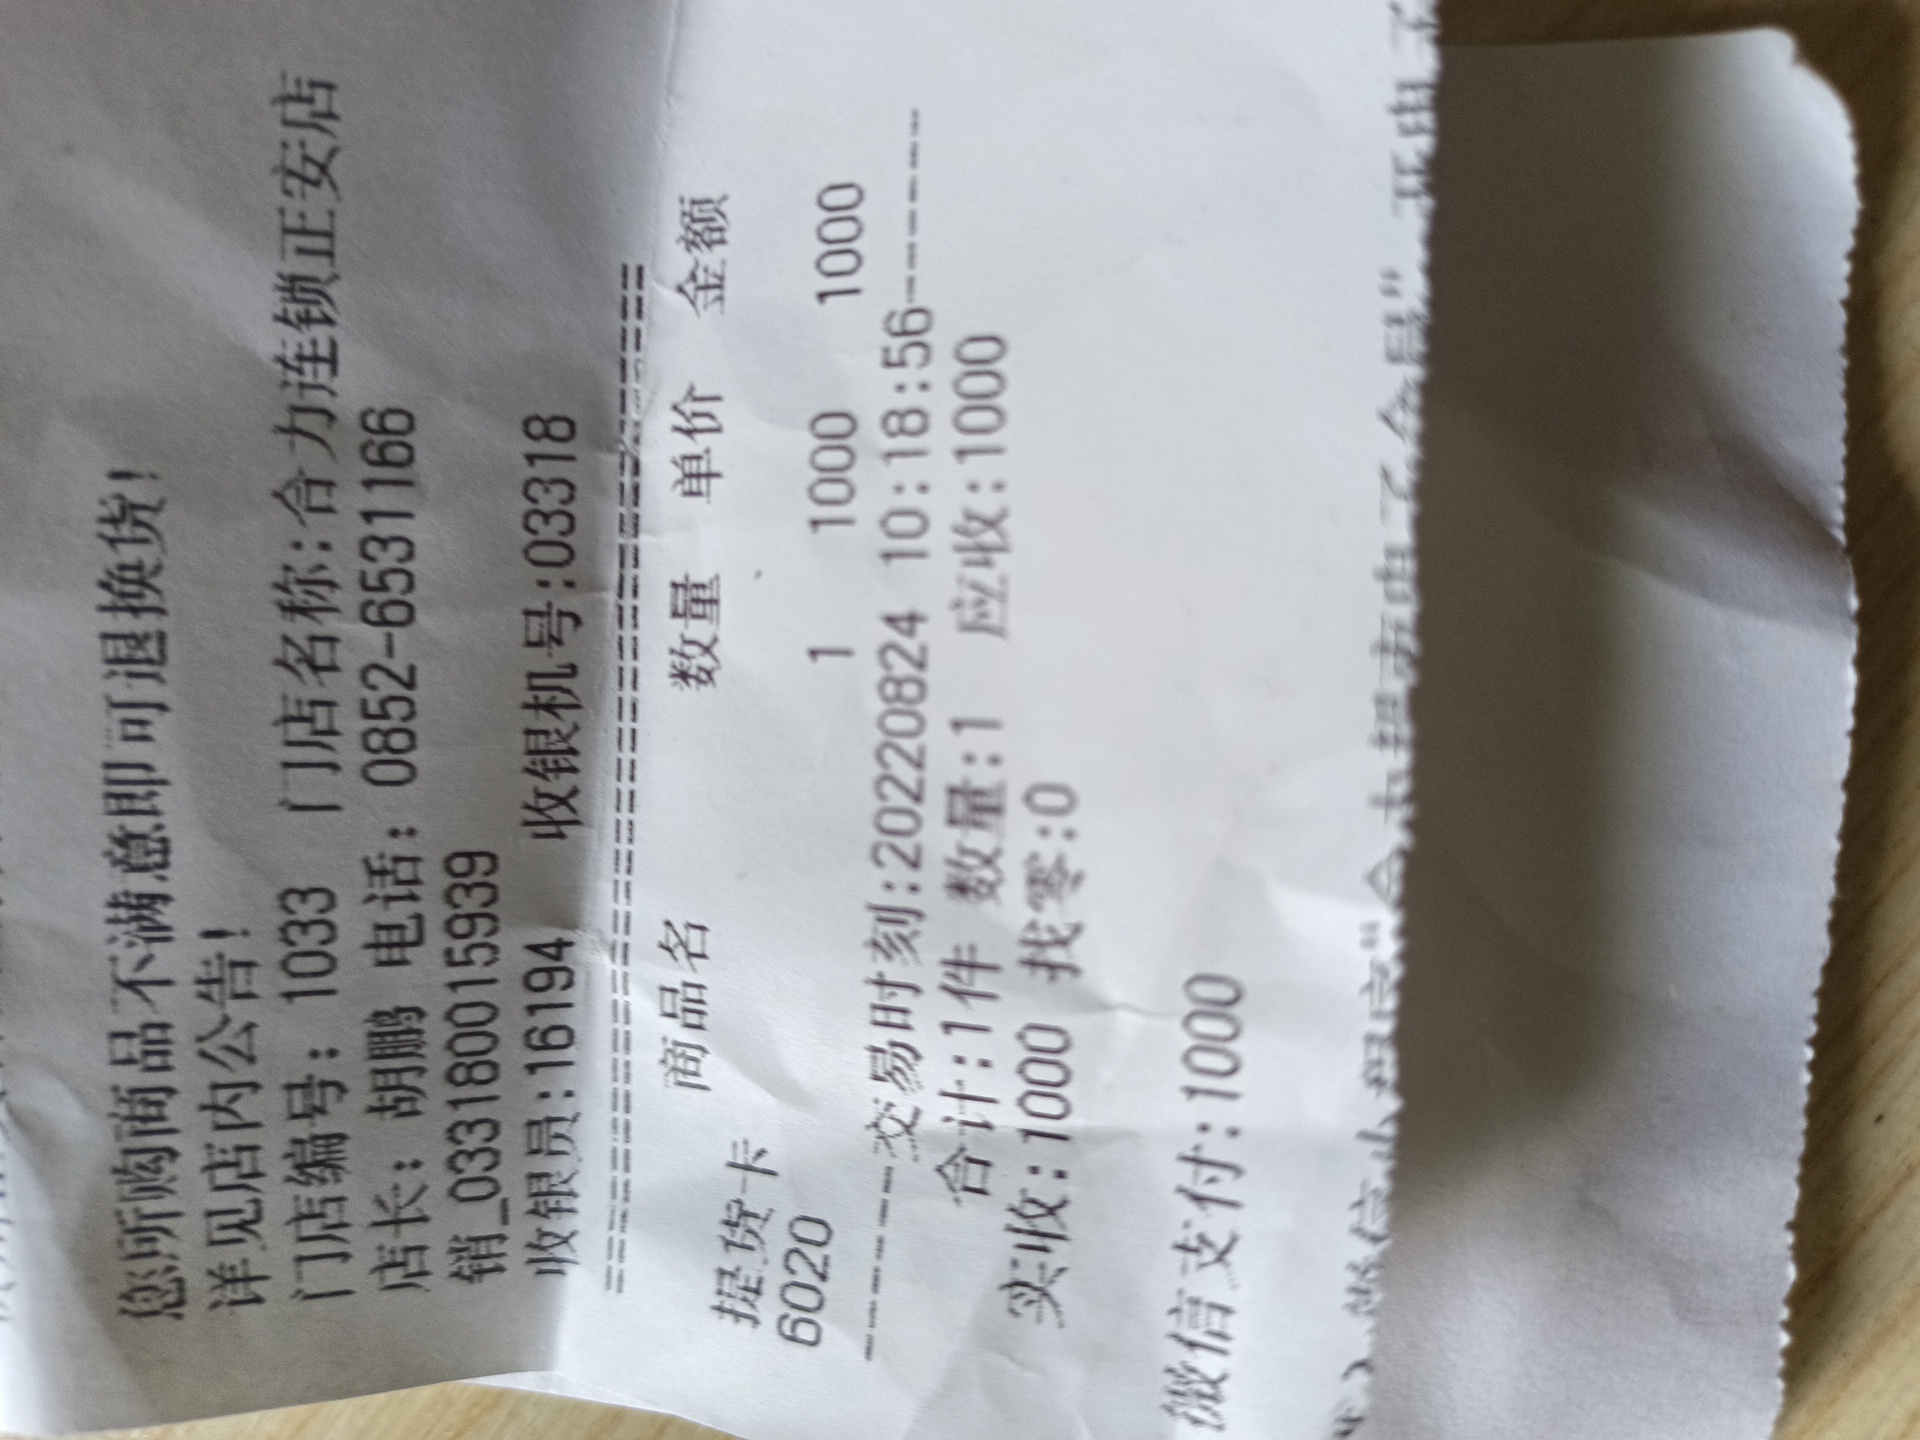 您所购商品不满意即可退换货!
详见店内公告!
门店编号: 1033 门店名称:合力连锁正安店
店长: 胡鹏 电话: 0852-6531166
销_033180015939
收银员:16194 收银机号:03318
==========================================
商品名 数量 单价 金额
提货卡
6020 1 1000 1000
------交易时刻:20220824 10:18:56------
合计:1件 数量:1 应收:1000
实收:1000 找零:0
微信支付:1000